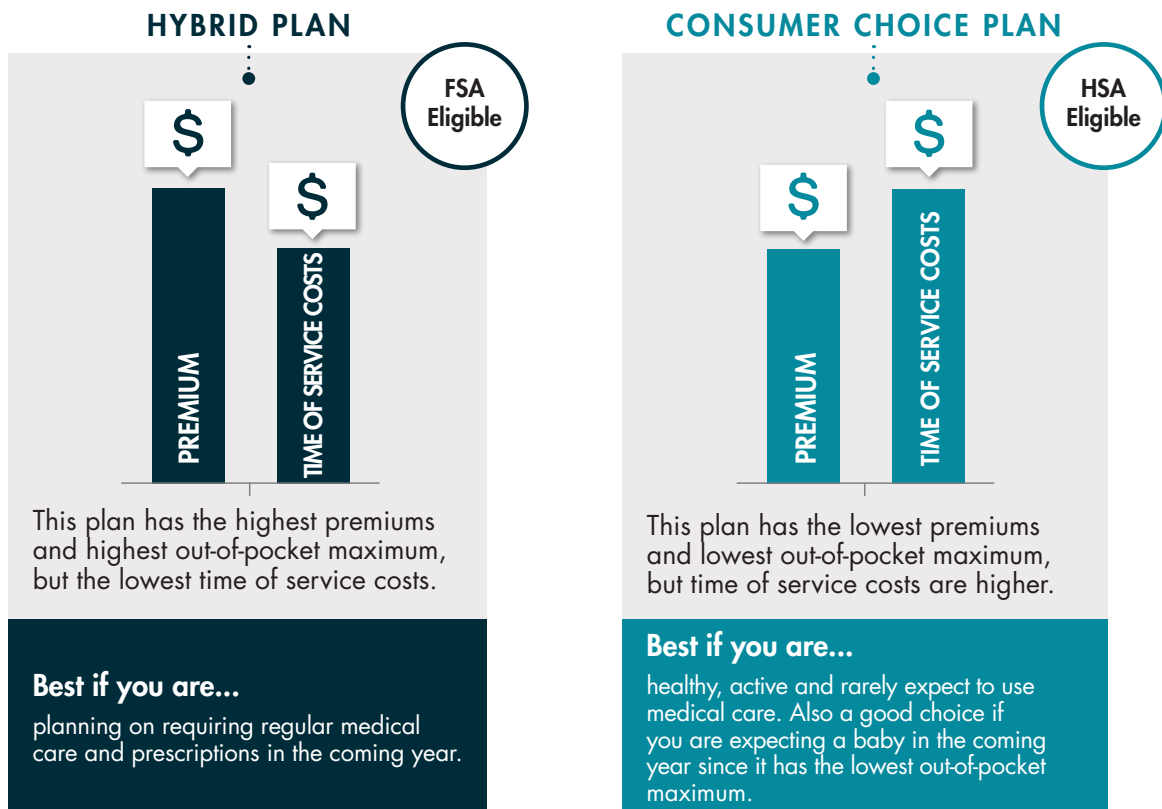 HYBRID PLAN
FSA
Eligible
$
$
PREMIUM
TIME OF SERVICE COSTS
This plan has the highest premiums
and highest out-of-pocket maximum,
but the lowest time of service costs.
Best if you are...
planning on requiring regular medical
care and prescriptions in the coming year.
CONSUMER CHOICE PLAN
HSA
Eligible
$
$
PREMIUM
TIME OF SERVICE COSTS
This plan has the lowest premiums
and lowest out-of-pocket maximum,
but time of service costs are higher.
Best if you are...
healthy, active and rarely expect to use
medical care. Also a good choice if
you are expecting a baby in the coming
year since it has the lowest out-of-pocket
maximum.